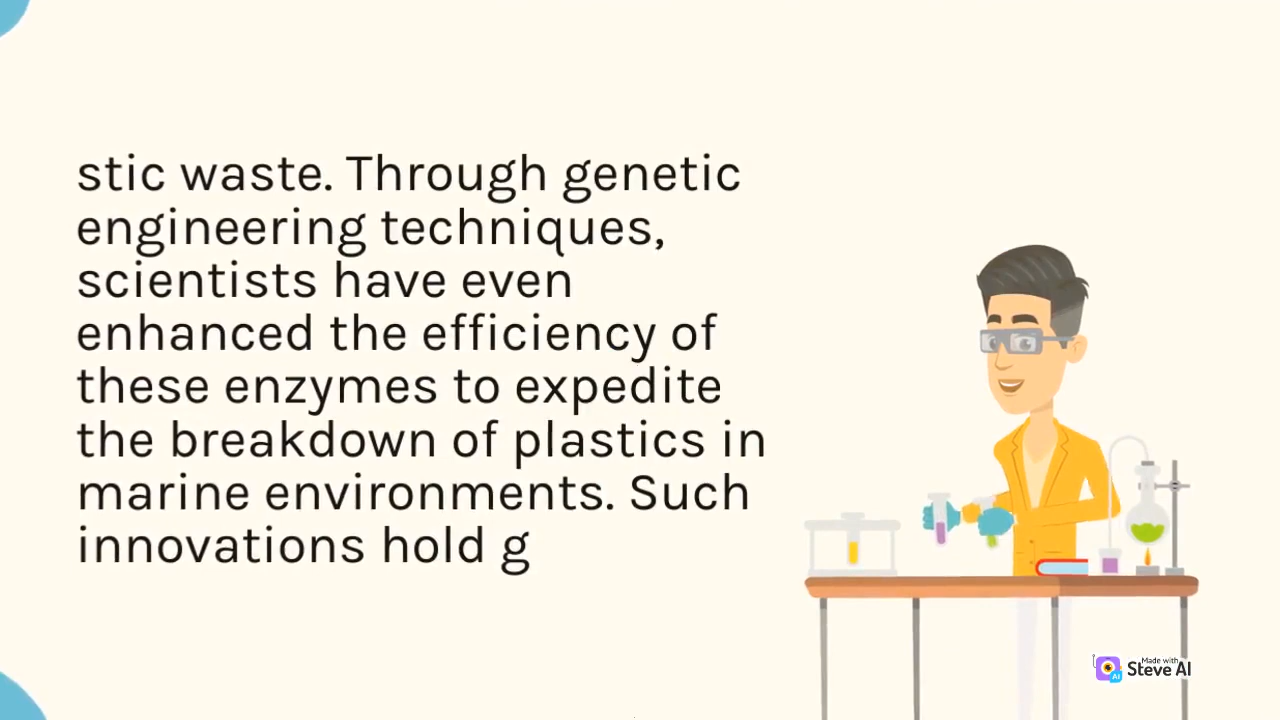 stic waste. Through genetic
engineering techniques,
scientists have even
enhanced the efficiency of
these enzymes to expedite
the breakdown of plastics in
marine environments. Such
innovations hold g
Made with
Steve AI
AI